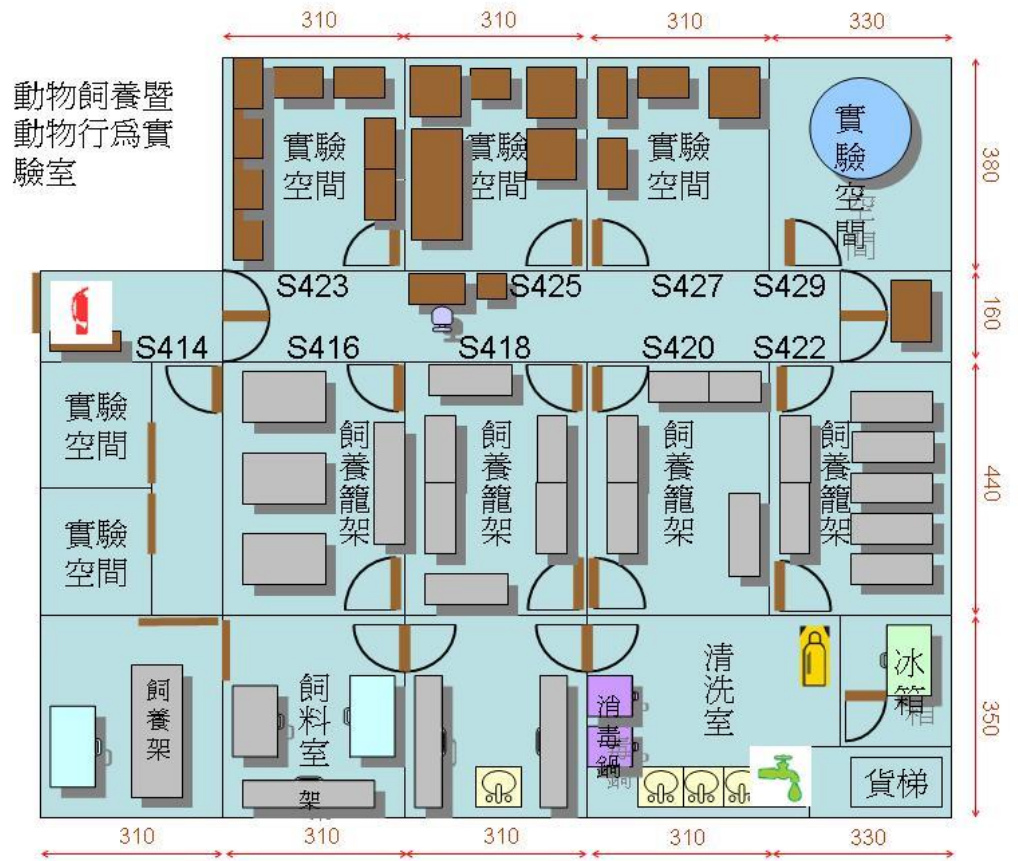 310
310
310
330
動物飼養暨
動物行為實
驗室
實驗
空間
實驗
空間
實驗
空間
實
驗
空
間
380
S423
S425
S427
S429
160
S414
S416
S418
S420
S422
實驗
空間
實驗
空間
飼
養
籠
架
飼
養
籠
架
飼
養
籠
架
飼
養
籠
架
440
飼
養
架
飼
料
室
架
消
毒
鍋
清
洗
室
冰
箱
貨梯
350
310
310
310
310
330